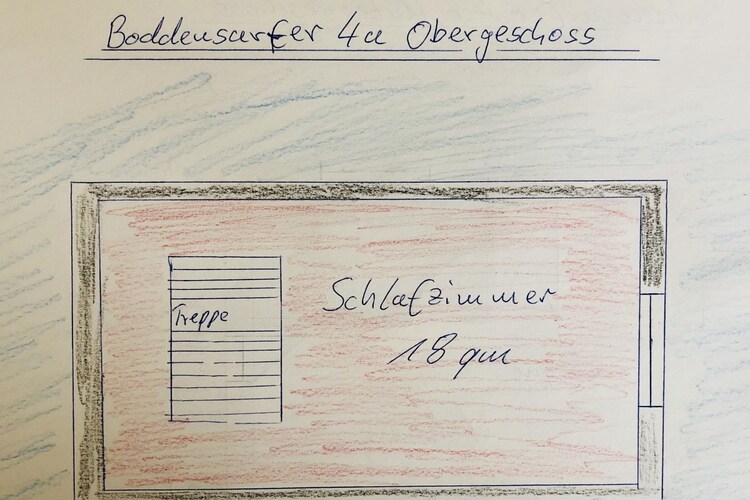 Boddensurfer 4a Obergeschoss
Treppe
Schlafzimmer
18 qm